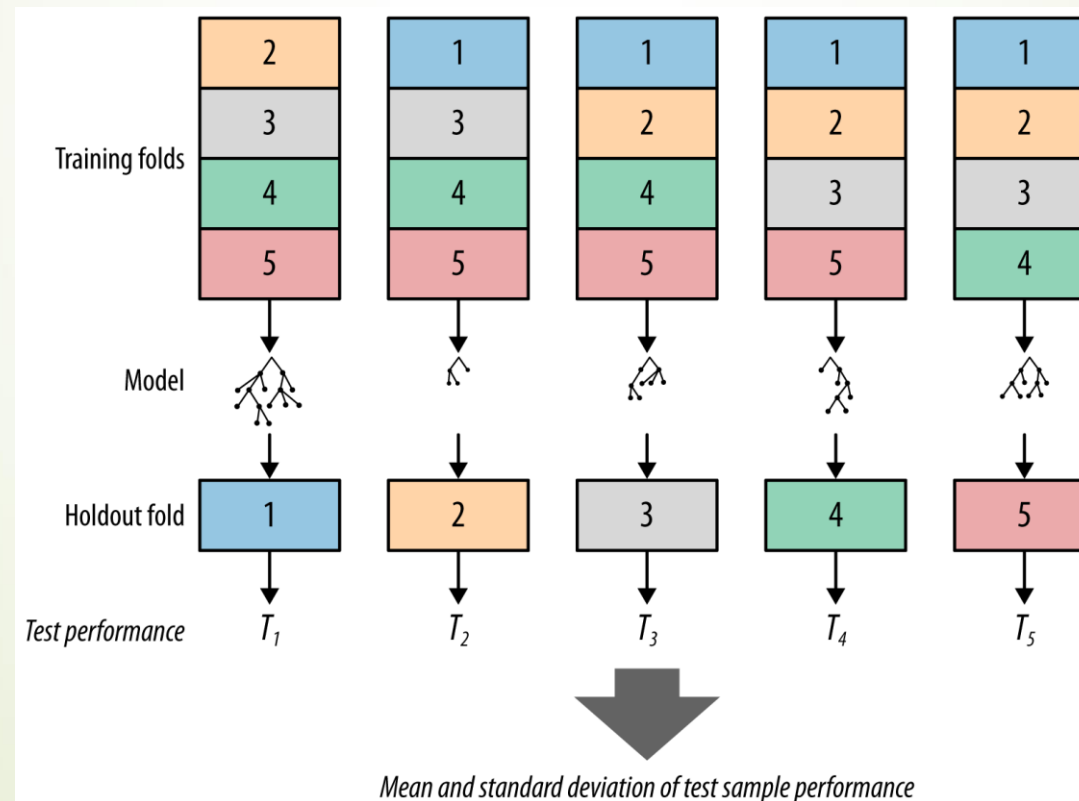 2 1 1 1 1
3 3 2 2 2
Training folds
4 4 4 3 3
5 5 5 5 4
Model
Holdout fold 1 2 3 4 5
Test performance T1 T2 T3 T4 T5
Mean and standard deviation of test sample performance